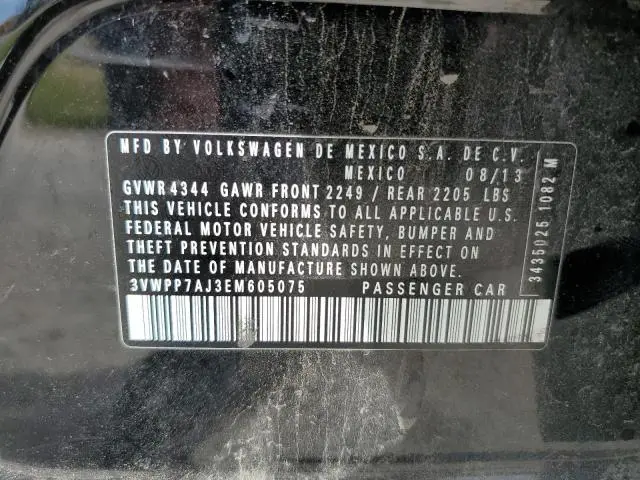 MFD BY VOLKSWAGEN DE MEXICO S.A. DE C.V.
MEXICO 08/13
GVWR 4344 GAWR FRONT 2249 / REAR 2205 LBS
THIS VEHICLE CONFORMS TO ALL APPLICABLE U.S.
FEDERAL MOTOR VEHICLE SAFETY, BUMPER AND
THEFT PREVENTION STANDARDS IN EFFECT ON
THE DATE OF MANUFACTURE SHOWN ABOVE.
3VWPP7AJ3EM605075 PASSENGER CAR
3435025 1082 M